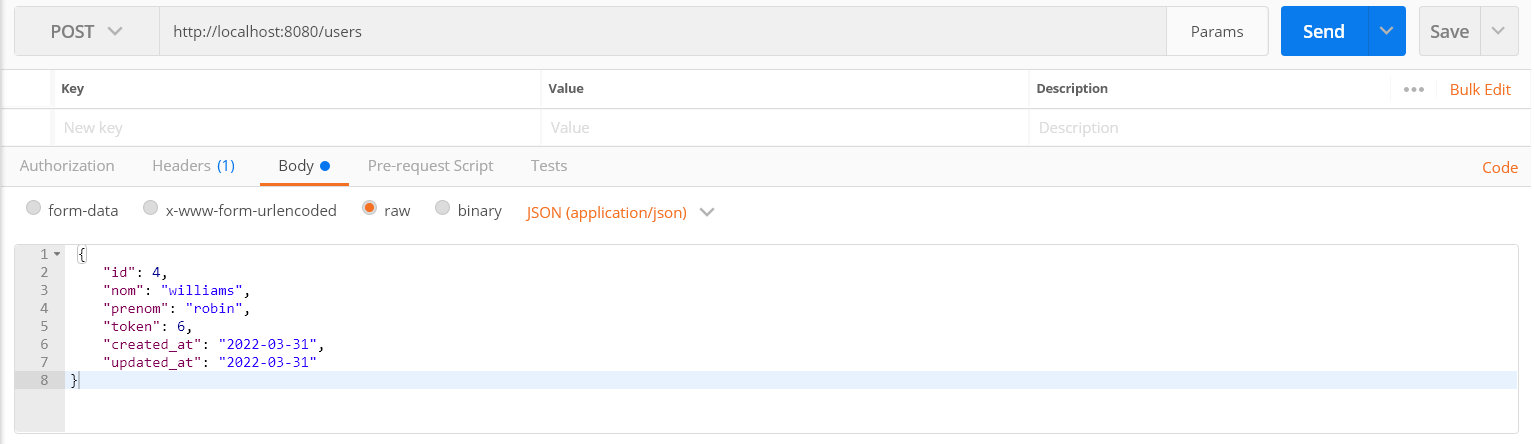 POST http://localhost:8080/users Params Send Save
Key Value Description ••• Bulk Edit
New key Value Description
Authorization Headers (1) Body Pre-request Script Tests Code
form-data x-www-form-urlencoded raw binary JSON (application/json)
1 {
2 "id": 4,
3 "nom": "williams",
4 "prenom": "robin",
5 "token": 6,
6 "created_at": "2022-03-31",
7 "updated_at": "2022-03-31"
8 }